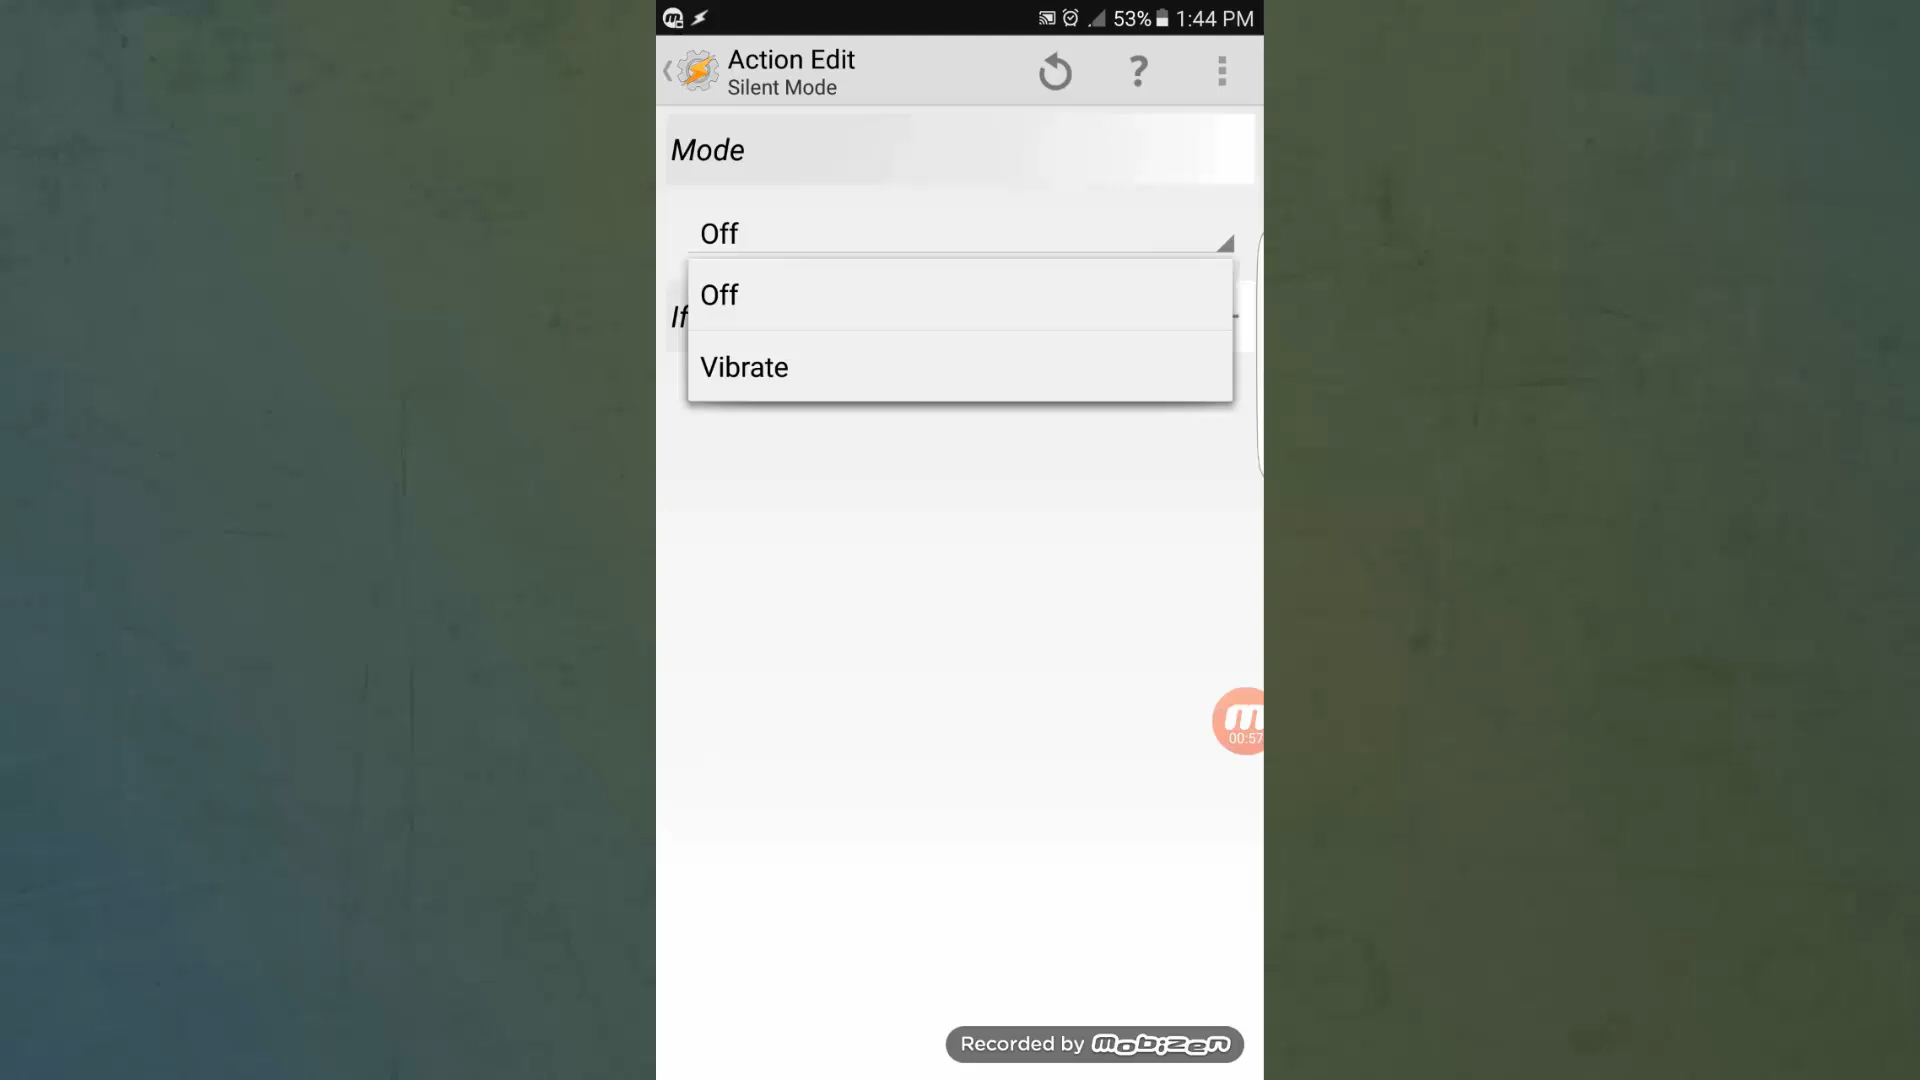 53% 1:44 PM
Action Edit
Silent Mode
?
Mode
Off
Off
If
Vibrate
00:57
Recorded by mobizen